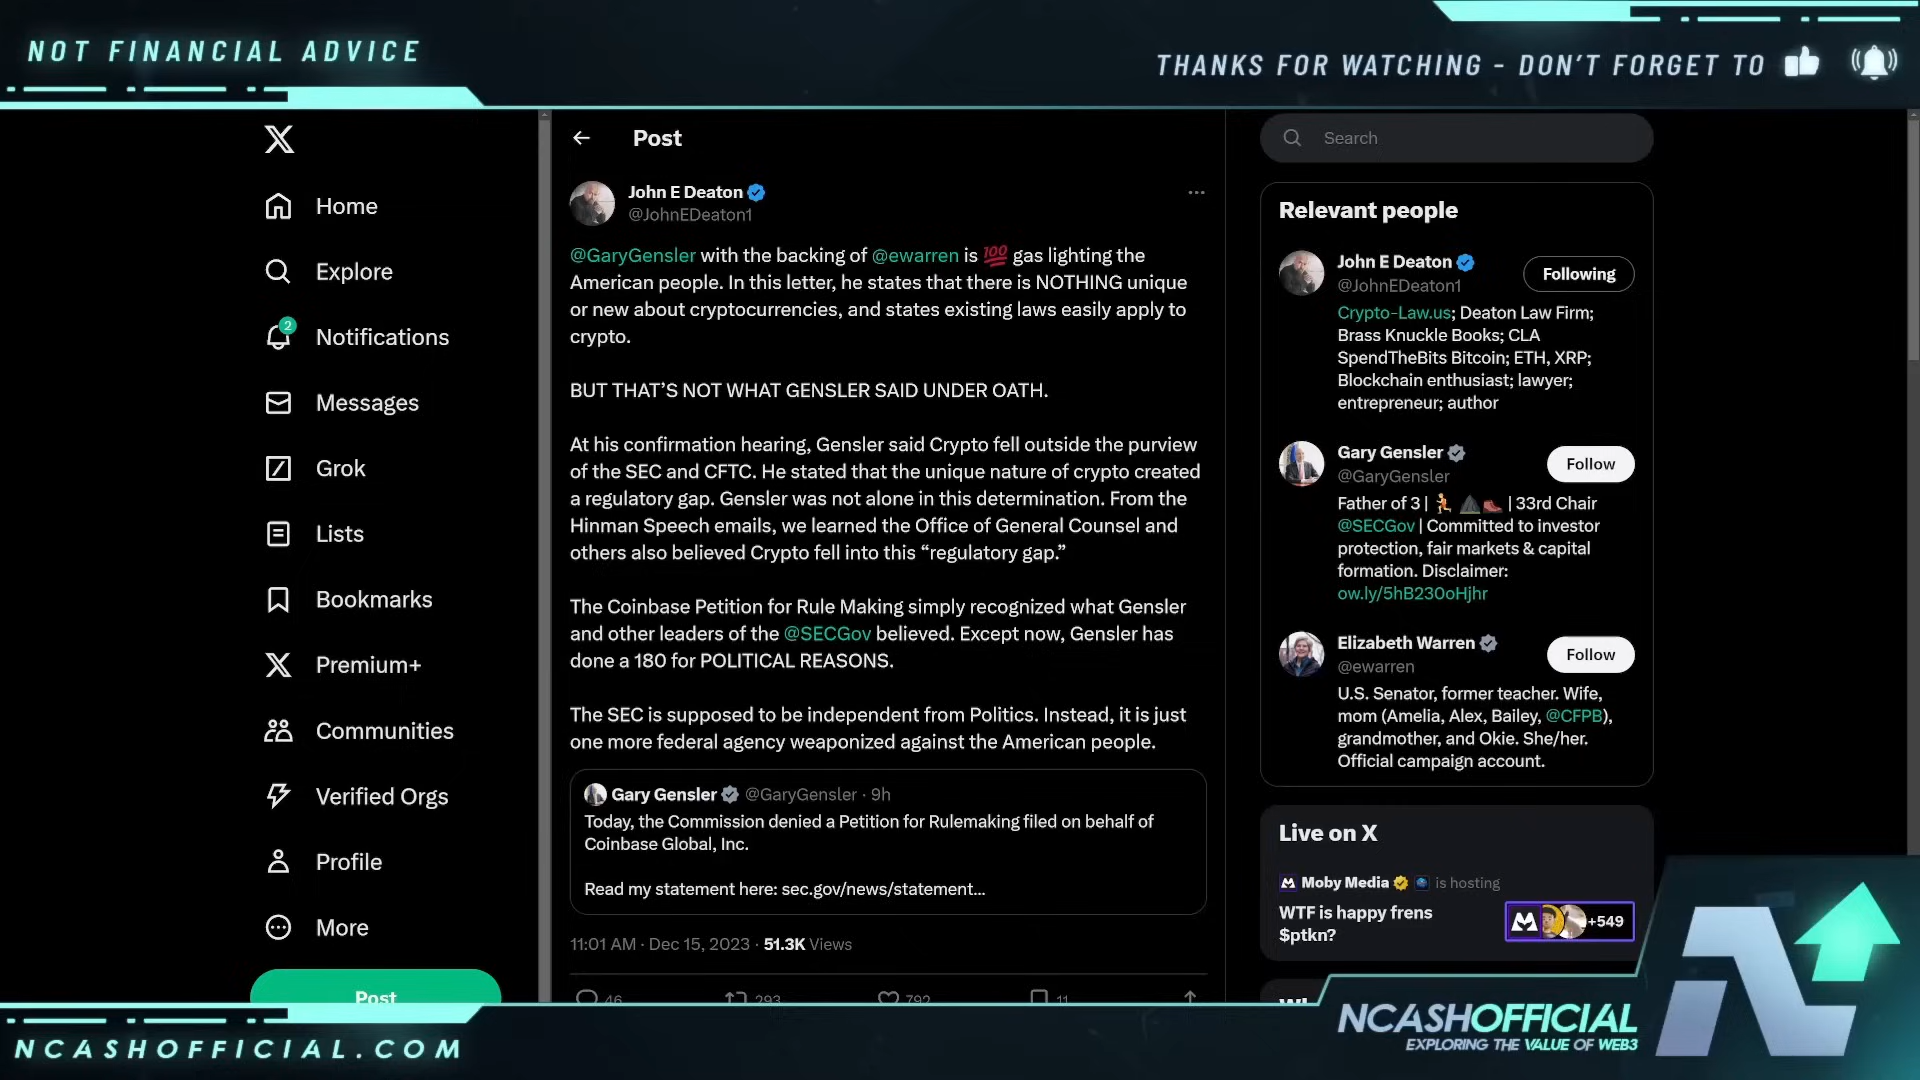 NOT FINANCIAL ADVICE
THANKS FOR WATCHING - DON'T FORGET TO
Home
Explore
2
Notifications
Messages
Grok
Lists
Bookmarks
Premium+
Communities
Verified Orgs
Profile
More
Post
Post
John E Deaton
@JohnEDeaton1
@GaryGensler with the backing of @ewarren is 💯 gas lighting the
American people. In this letter, he states that there is NOTHING unique
or new about cryptocurrencies, and states existing laws easily apply to
crypto.
BUT THAT’S NOT WHAT GENSLER SAID UNDER OATH.
At his confirmation hearing, Gensler said Crypto fell outside the purview
of the SEC and CFTC. He stated that the unique nature of crypto created
a regulatory gap. Gensler was not alone in this determination. From the
Hinman Speech emails, we learned the Office of General Counsel and
others also believed Crypto fell into this “regulatory gap.”
The Coinbase Petition for Rule Making simply recognized what Gensler
and other leaders of the @SECGov believed. Except now, Gensler has
done a 180 for POLITICAL REASONS.
The SEC is supposed to be independent from Politics. Instead, it is just
one more federal agency weaponized against the American people.
Gary Gensler @GaryGensler · 9h
Today, the Commission denied a Petition for Rulemaking filed on behalf of
Coinbase Global, Inc.
Read my statement here: sec.gov/news/statement...
11:01 AM · Dec 15, 2023 · 51.3K Views
46 293 792 11
Search
Relevant people
John E Deaton
@JohnEDeaton1
Following
Crypto-Law.us; Deaton Law Firm;
Brass Knuckle Books; CLA
SpendTheBits Bitcoin; ETH, XRP;
Blockchain enthusiast; lawyer;
entrepreneur; author
Gary Gensler
@GaryGensler
Follow
Father of 3 | 🏃 ⛰️🥾 | 33rd Chair
@SECGov | Committed to investor
protection, fair markets & capital
formation. Disclaimer:
ow.ly/5hB230oHjhr
Elizabeth Warren
@ewarren
Follow
U.S. Senator, former teacher. Wife,
mom (Amelia, Alex, Bailey, @CFPB),
grandmother, and Okie. She/her.
Official campaign account.
Live on X
Moby Media is hosting
WTF is happy frens
$ptkn?
+549
NCASHOFFICIAL
EXPLORING THE VALUE OF WEB3
NCASHOFFICIAL.COM